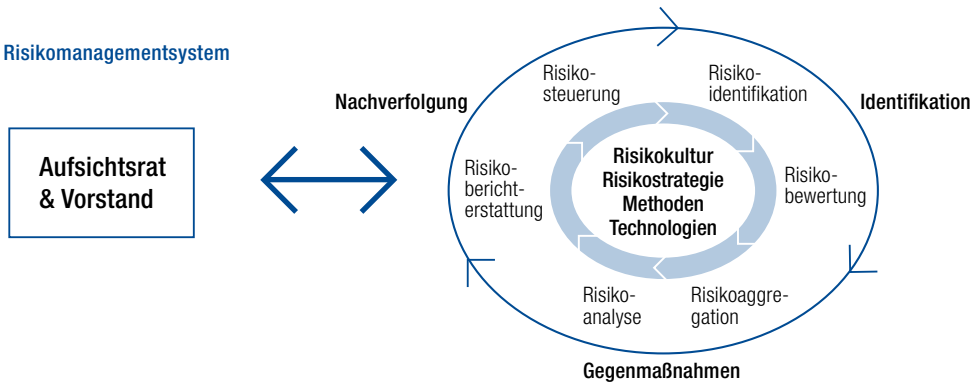 Risikomanagementsystem
Aufsichtsrat
& Vorstand
Nachverfolgung
Identifikation
Gegenmaßnahmen
Risiko-
steuerung
Risiko-
identifikation
Risiko-
bewertung
Risikoaggre-
gation
Risiko-
analyse
Risiko-
bericht-
erstattung
Risikokultur
Risikostrategie
Methoden
Technologien